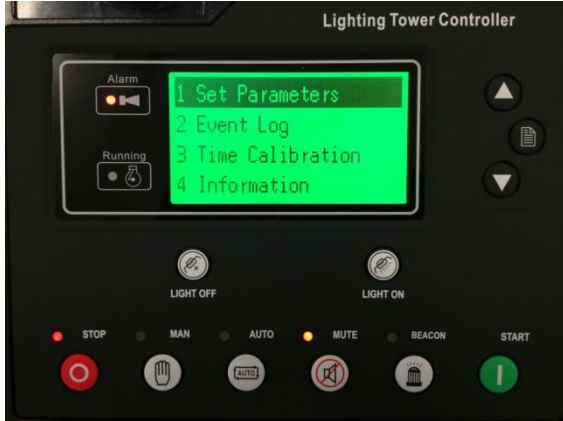 Lighting Tower Controller
Alarm
1 Set Parameters
2 Event Log
Running
3 Time Calibration
4 Information
LIGHT OFF
LIGHT ON
STOP
MAN
AUTO
MUTE
BEACON
START
AUTO